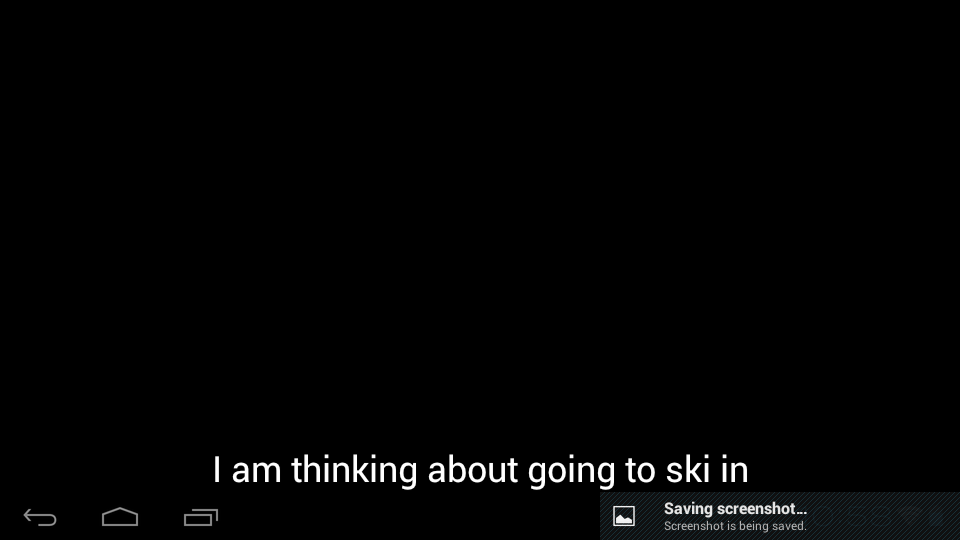 I am thinking about going to ski in
Saving screenshot...
Screenshot is being saved.